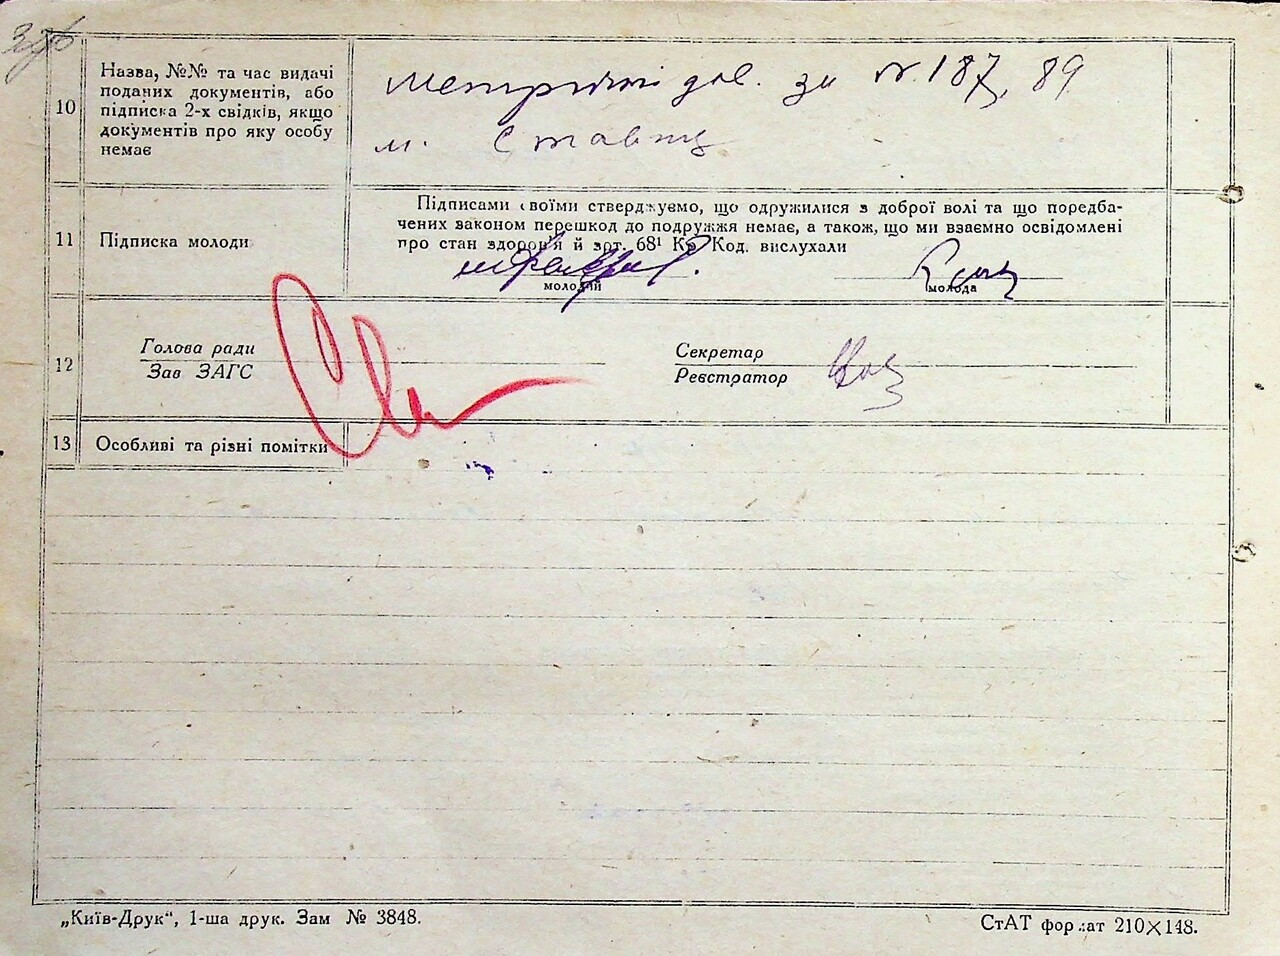 10
Назва, №№ та час видачі
поданих документів, або
підписка 2-х свідків, якщо
документів про яку особу
немає
за № 187, 89
м.
11
Підписка молоди
Підписами своїми стверджуємо, що одружилися з доброї волі та що передба-
чених законом перешкод до подружжя немає, а також, що ми взаємно освідомлені
про стан здоров'я й арт. 68¹ Кр Код. вислухали
молодий
молода
12
Голова ради
Зав ЗАГС
Секретар
Реєстратор
13
Особливі та різні помітки
„Київ-Друк“, 1-ша друк. Зам № 3848.
СтАТ формат 210×148.